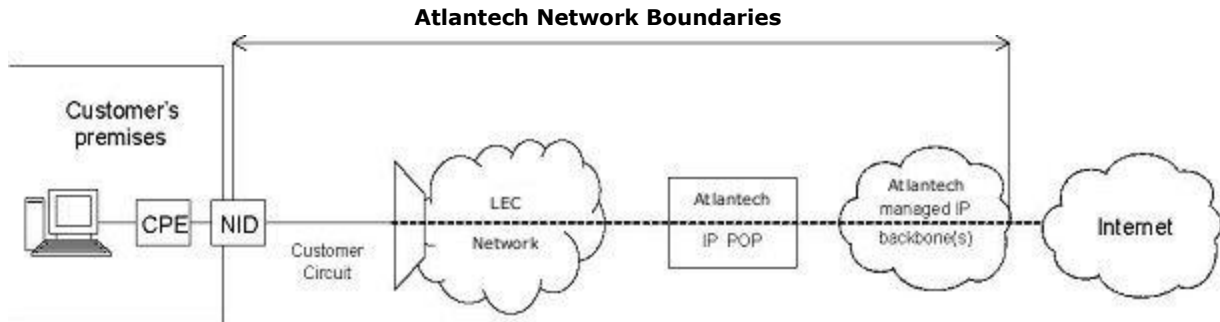 Atlantech Network Boundaries
Customer's
premises
CPE
NID
Customer
Circuit
LEC
Network
Atlantech
IP POP
Atlantech
managed IP
backbone(s)
Internet